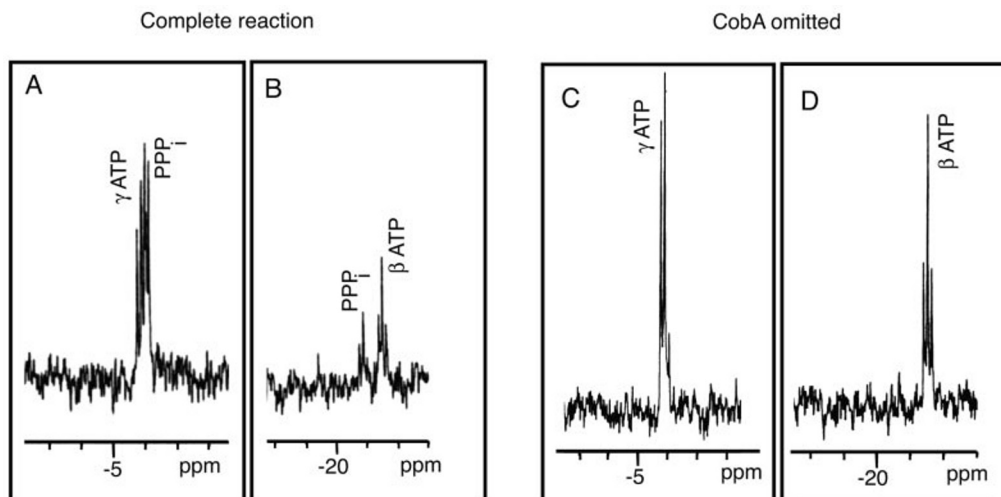 Complete reaction
CobA omitted
A
γ ATP
PPPi
-5
ppm
B
PPPi
β ATP
-20
ppm
C
γ ATP
-5
ppm
D
β ATP
-20
ppm